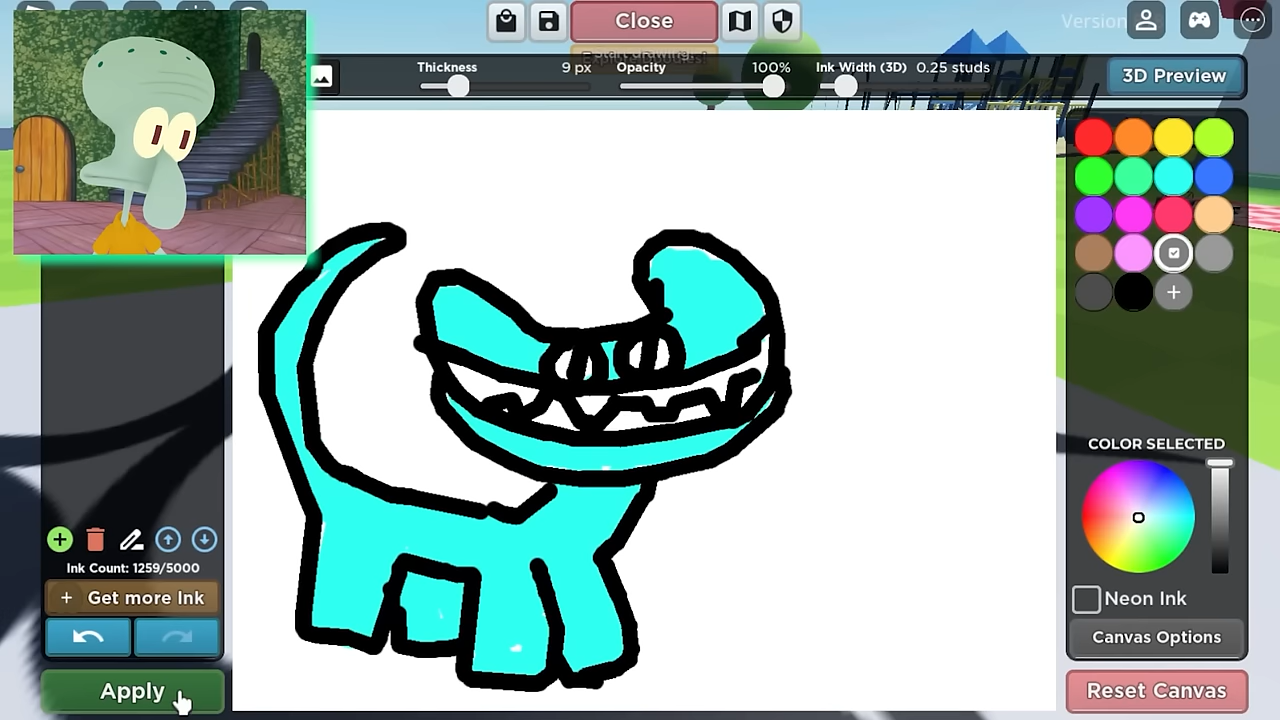 Close
Version
Thickness
9 px
Opacity
100%
Ink Width (3D)
0.25 studs
3D Preview
COLOR SELECTED
Neon Ink
Canvas Options
Reset Canvas
Ink Count: 1259/5000
+ Get more Ink
Apply